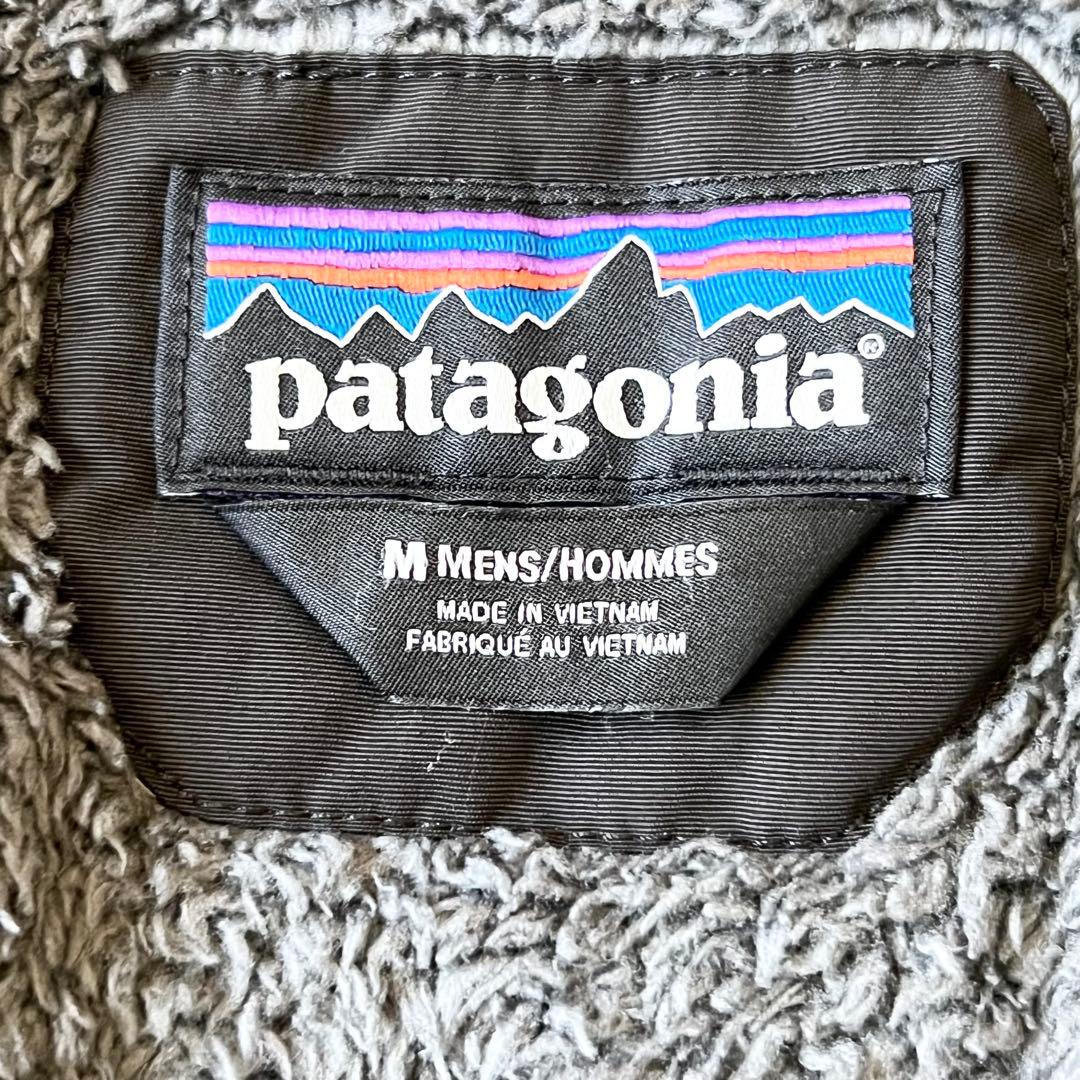 patagonia®
M MENS/HOMMES
MADE IN VIETNAM
FABRIQUÉ AU VIETNAM